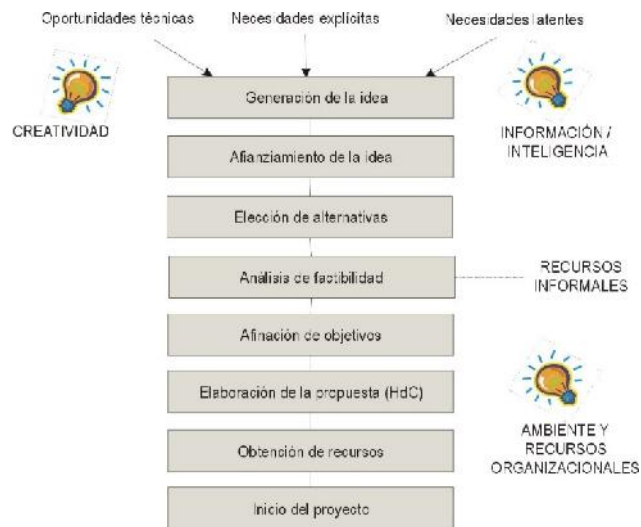 Oportunidades técnicas
Necesidades explícitas
Necesidades latentes
CREATIVIDAD
Generación de la idea
INFORMACIÓN /
INTELIGENCIA
Afianzamiento de la idea
Elección de alternativas
Análisis de factibilidad
RECURSOS
INFORMALES
Afinación de objetivos
Elaboración de la propuesta (HdC)
AMBIENTE Y
RECURSOS
ORGANIZACIONALES
Obtención de recursos
Inicio del proyecto